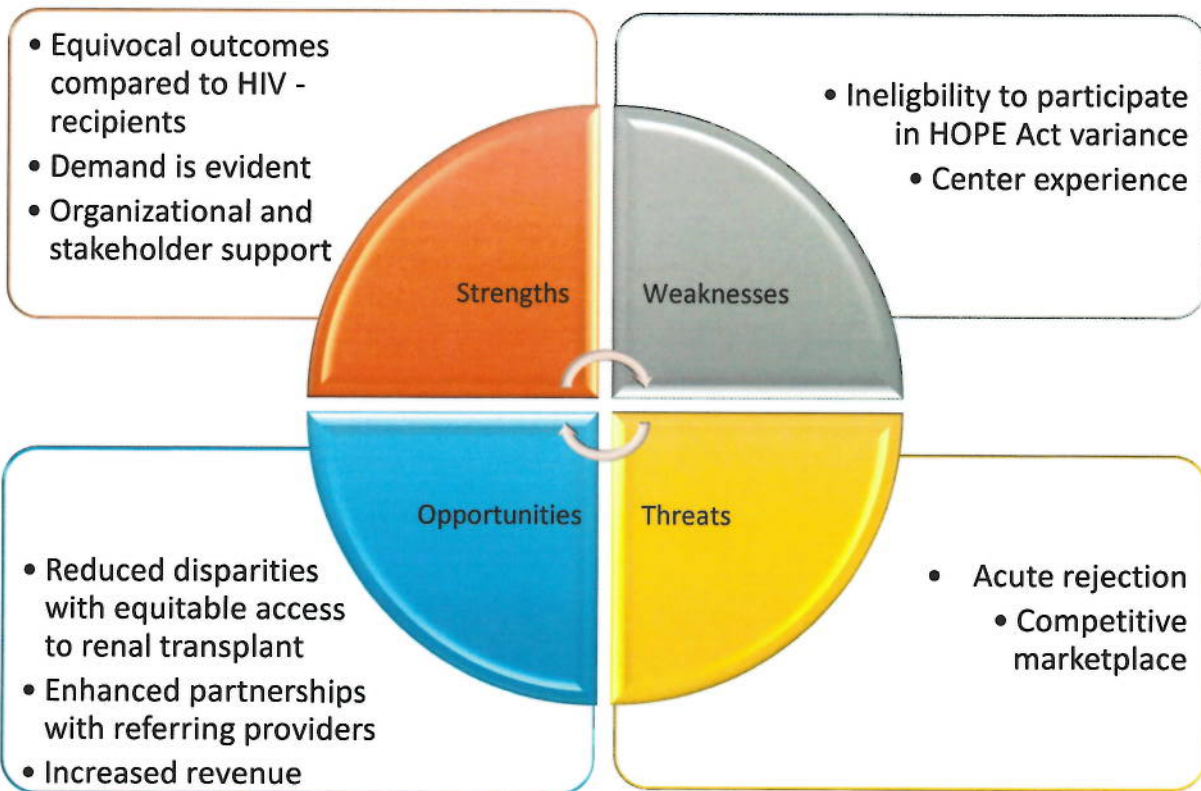 • Equivocal outcomes
compared to HIV -
recipients
• Demand is evident
• Organizational and
stakeholder support
• Ineligbility to participate
in HOPE Act variance
• Center experience
Strengths
Weaknesses
Opportunities
Threats
• Reduced disparities
with equitable access
to renal transplant
• Enhanced partnerships
with referring providers
• Increased revenue
• Acute rejection
• Competitive
marketplace